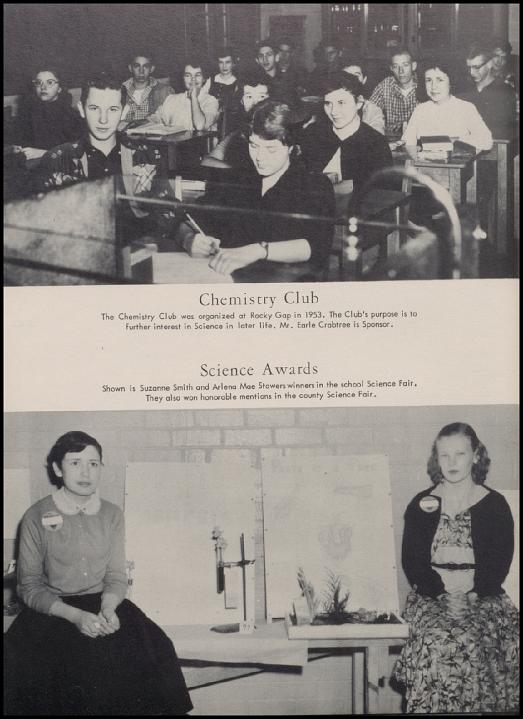 Chemistry Club
The Chemistry Club was organized at Rocky Gap in 1953. The Club's purpose is to
further interest in Science in later life. Mr. Earle Crabtree is Sponsor.
Science Awards
Shown is Suzanne Smith and Arlena Mae Stowers winners in the school Science Fair.
They also won honorable mentions in the county Science Fair.